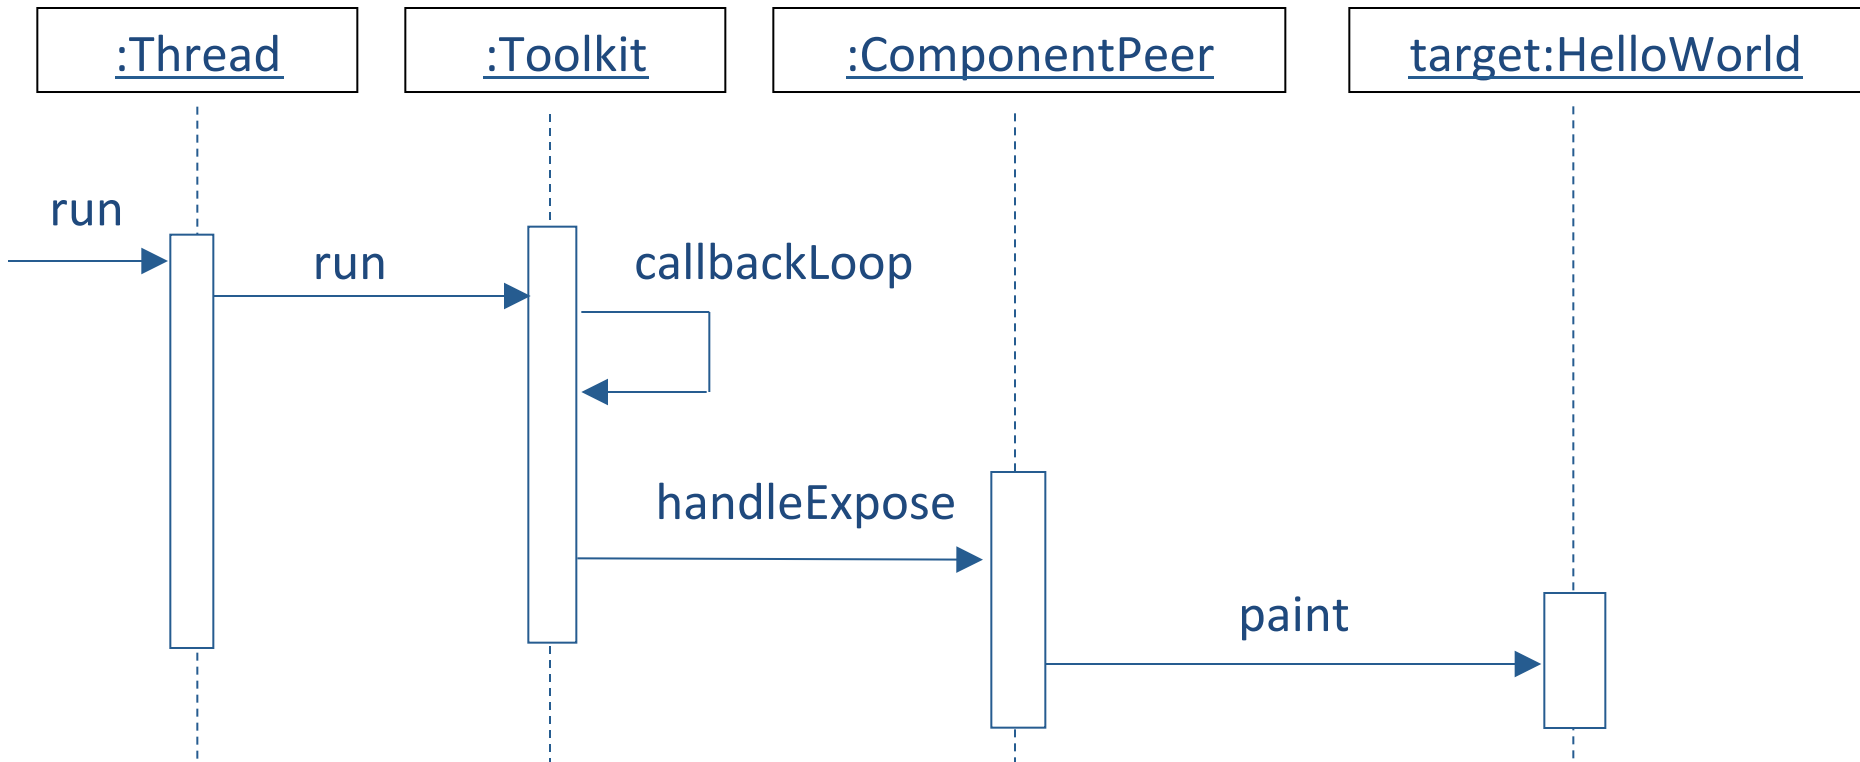 :Thread
:Toolkit
:ComponentPeer
target:HelloWorld
run
run
callbackLoop
handleExpose
paint